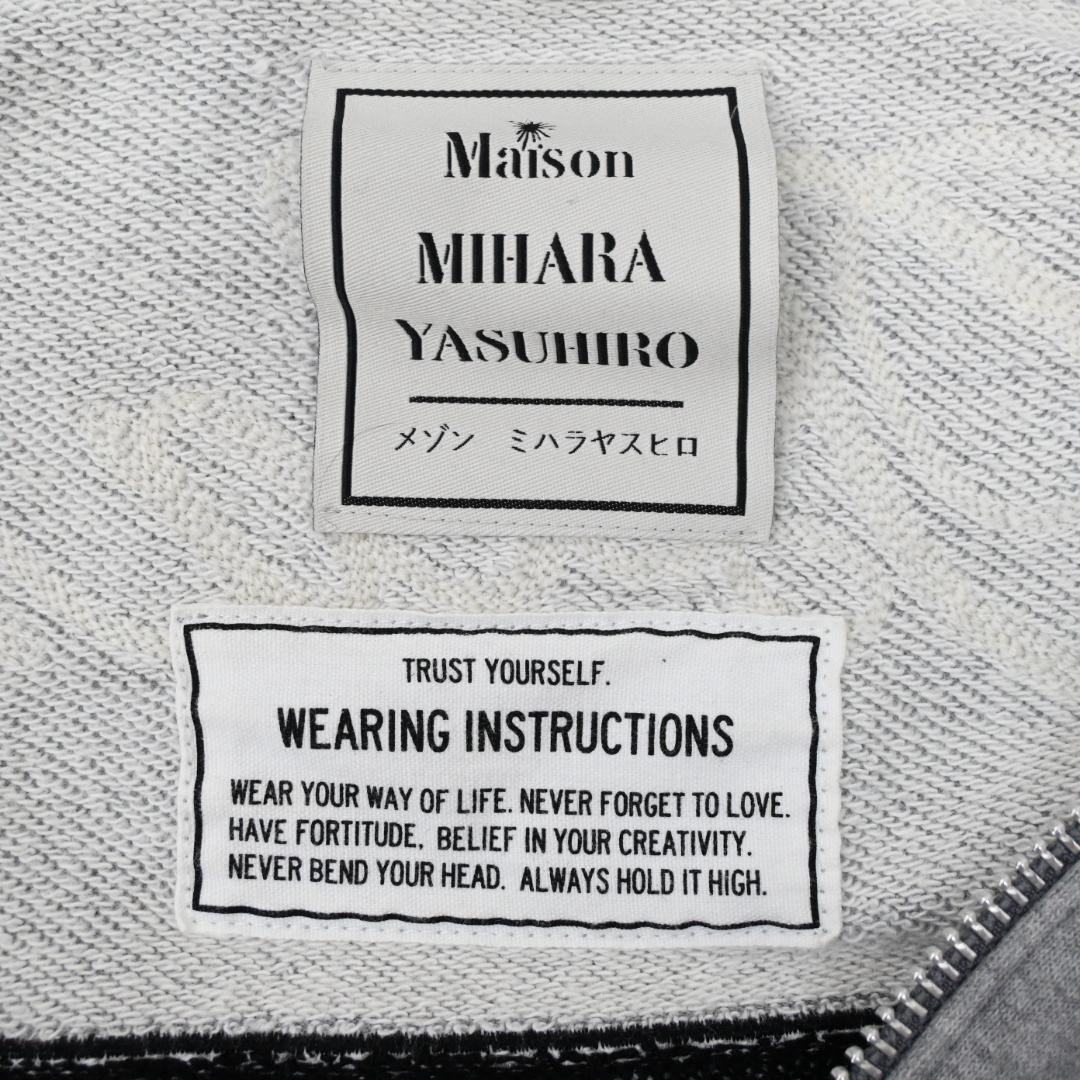 Maison
MIHARA
YASUHIRO
メゾン ミハラヤスヒロ
TRUST YOURSELF.
WEARING INSTRUCTIONS
WEAR YOUR WAY OF LIFE. NEVER FORGET TO LOVE.
HAVE FORTITUDE. BELIEF IN YOUR CREATIVITY.
NEVER BEND YOUR HEAD. ALWAYS HOLD IT HIGH.